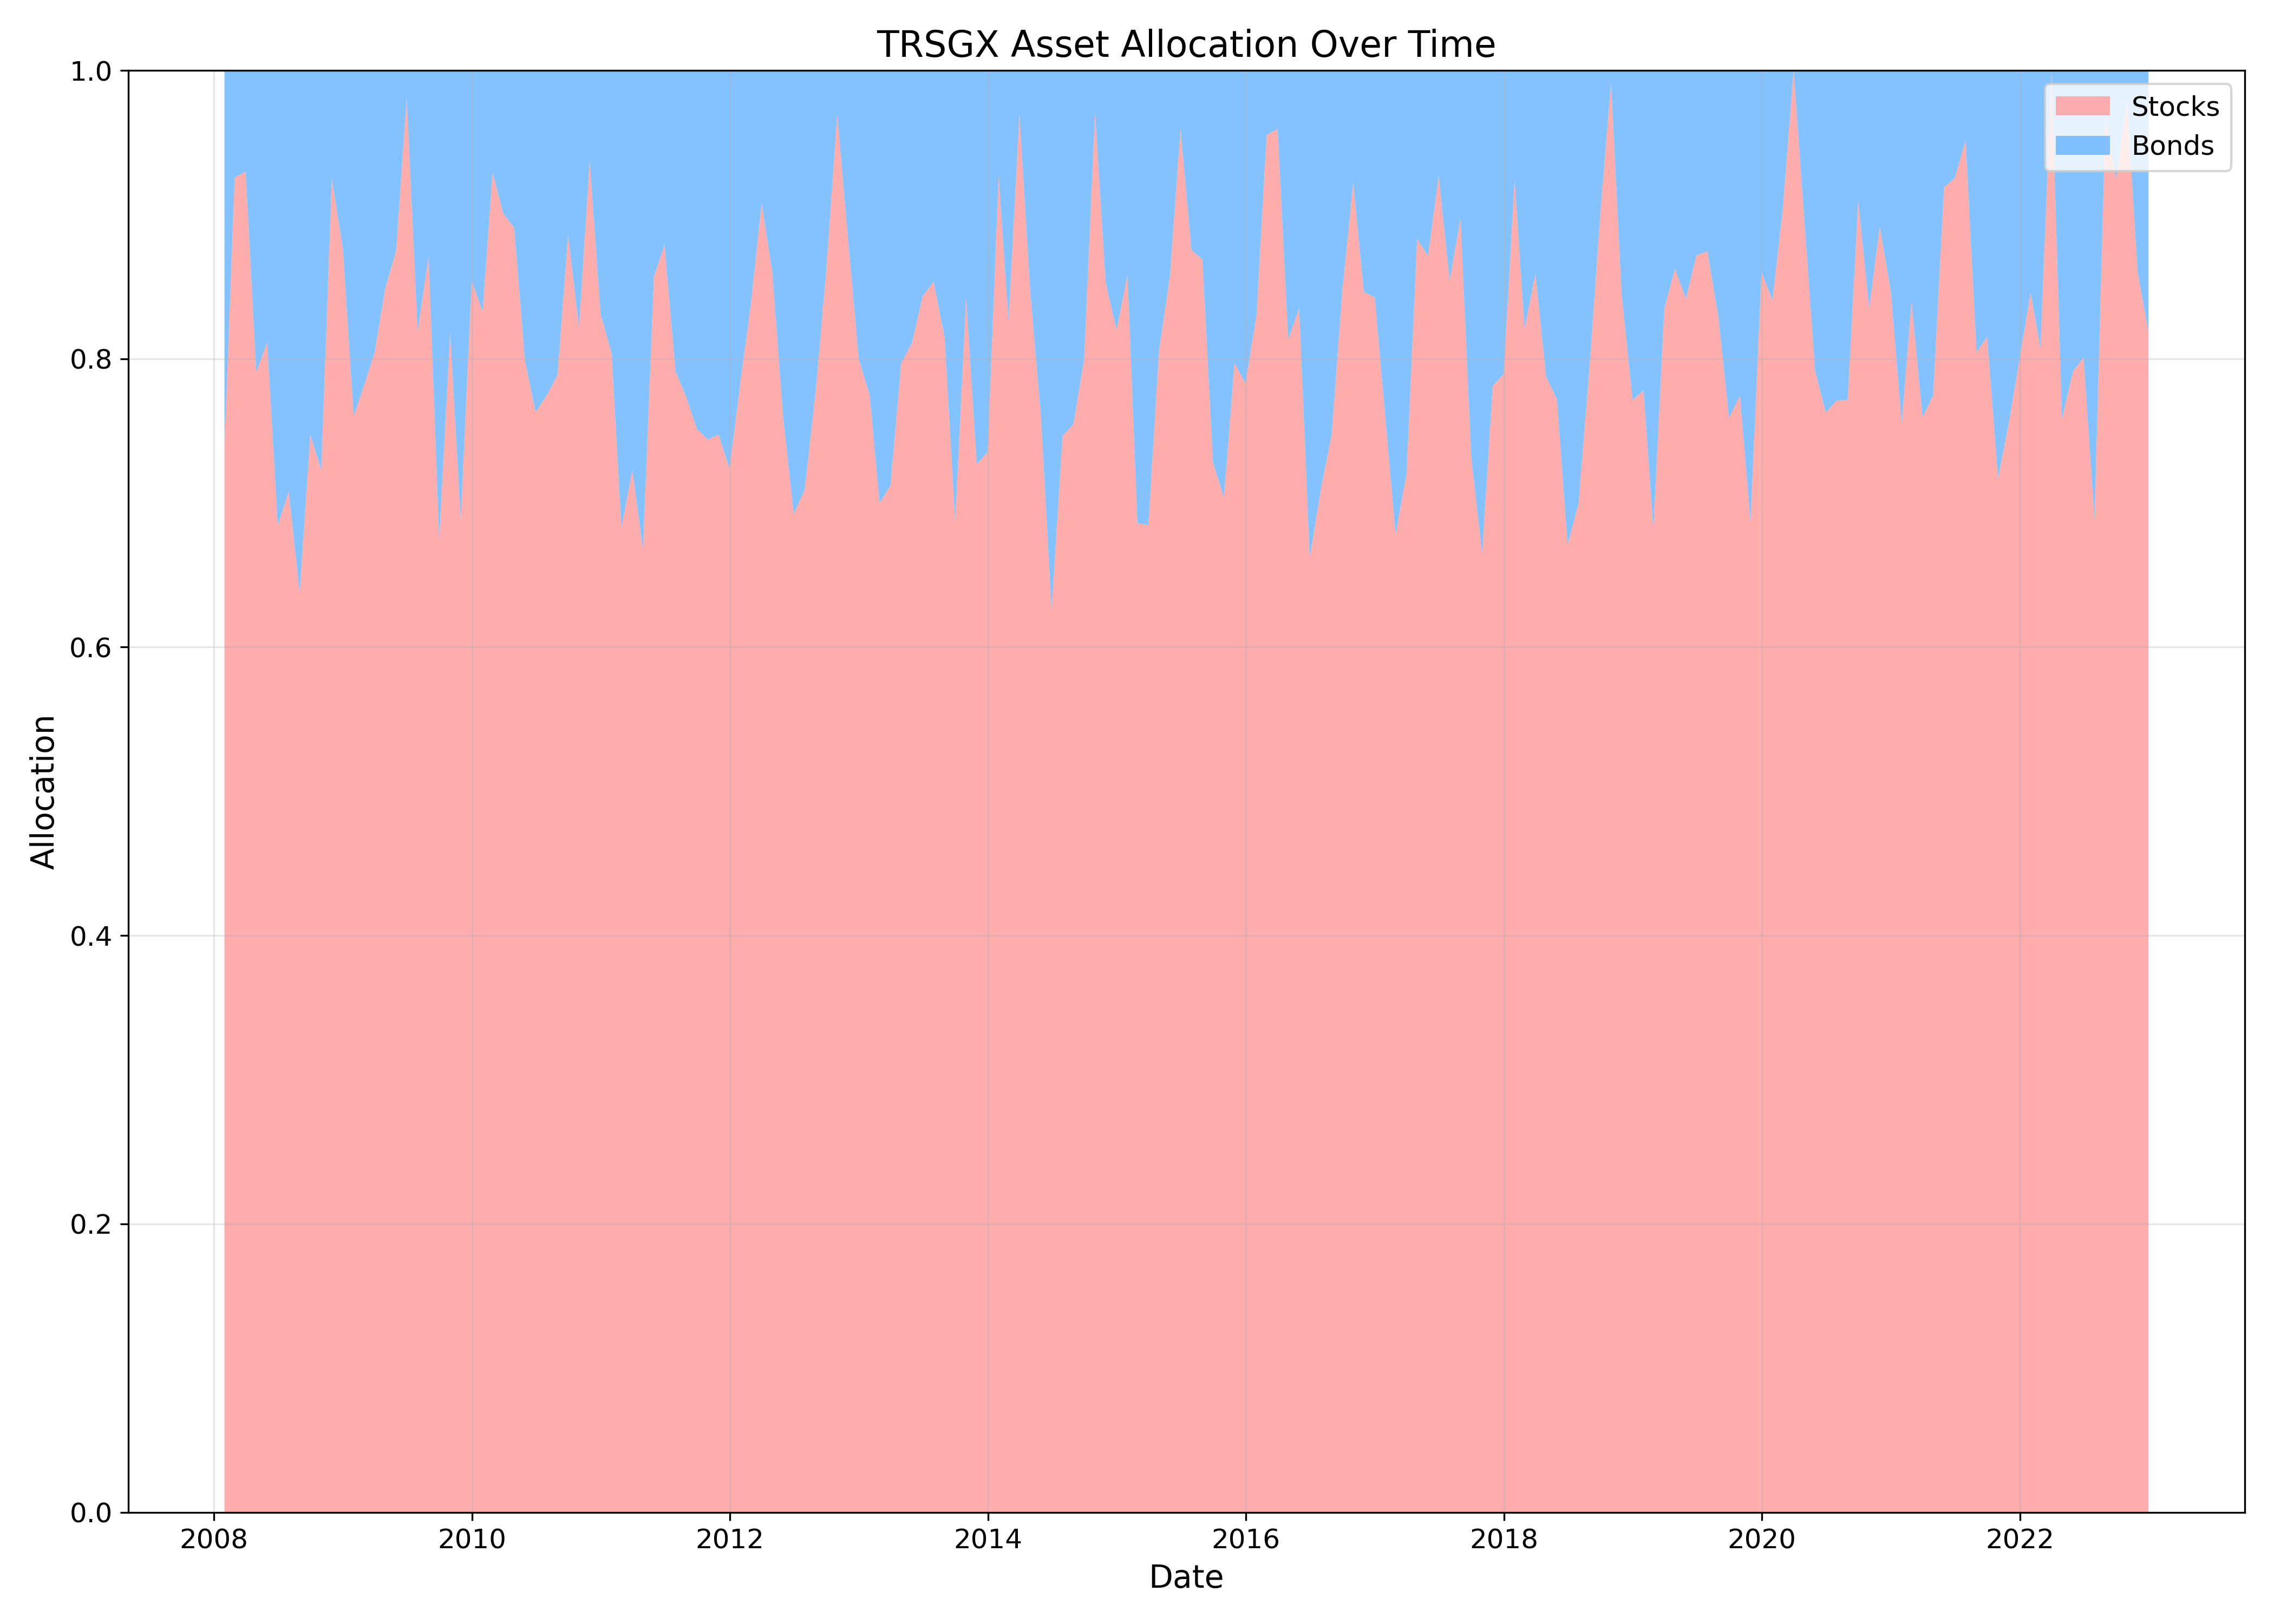 TRSGX Asset Allocation Over Time
1.0
Stocks
Bonds
0.8
0.6
Allocation
0.4
0.2
0.0
2008 2010 2012 2014 2016 2018 2020 2022
Date